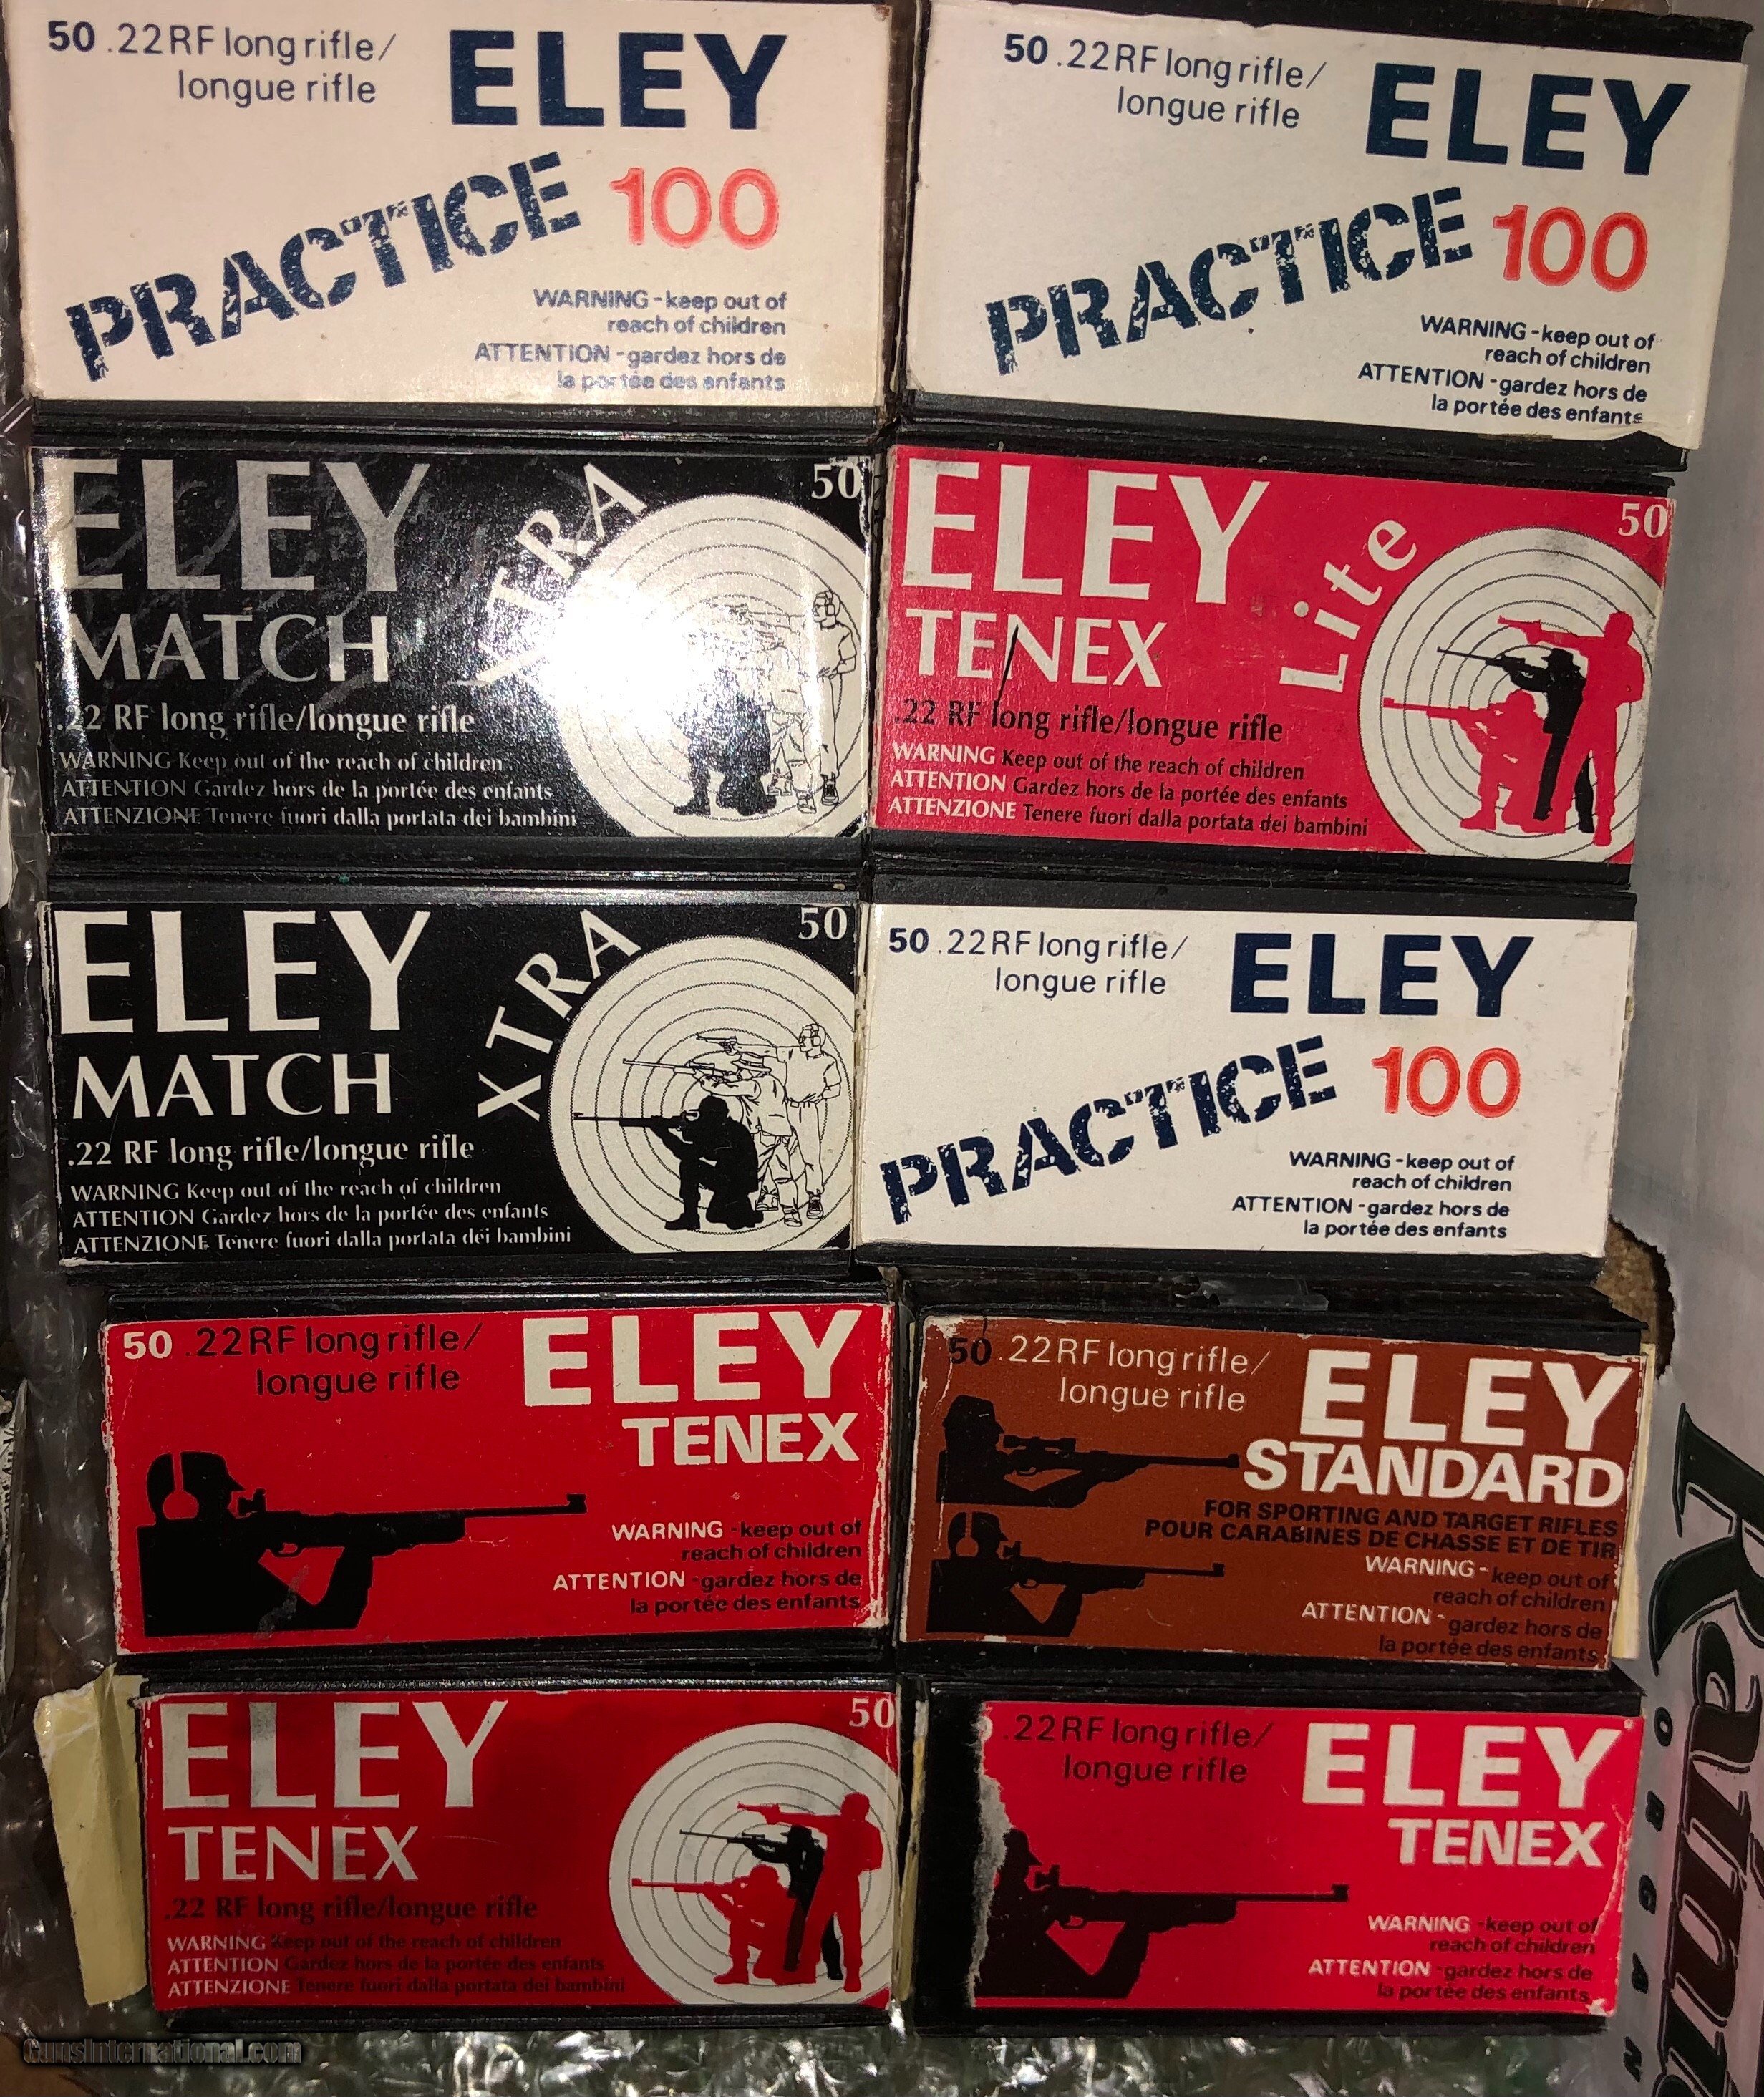 50 .22RF long rifle/
longue rifle
ELEY
PRACTICE 100
WARNING - keep out of
reach of children
ATTENTION - gardez hors de
la portée des enfants
50 .22RF long rifle/
longue rifle
ELEY
PRACTICE 100
WARNING - keep out of
reach of children
ATTENTION - gardez hors de
la portée des enfants
ELEY
MATCH
XTRA
50
.22 RF long rifle/longue rifle
WARNING Keep out of the reach of children
ATTENTION Gardez hors de la portée des enfants
ATTENZIONE Tenere fuori dalla portata dei bambini
ELEY
TENEX
Lite
50
.22 RF long rifle/longue rifle
WARNING Keep out of the reach of children
ATTENTION Gardez hors de la portée des enfants
ATTENZIONE Tenere fuori dalla portata dei bambini
ELEY
MATCH
XTRA
50
.22 RF long rifle/longue rifle
WARNING Keep out of the reach of children
ATTENTION Gardez hors de la portée des enfants
ATTENZIONE Tenere fuori dalla portata dei bambini
50 .22RF long rifle/
longue rifle
ELEY
PRACTICE 100
WARNING - keep out of
reach of children
ATTENTION - gardez hors de
la portée des enfants
50 .22RF long rifle/
longue rifle
ELEY
TENEX
WARNING - keep out of
reach of children
ATTENTION - gardez hors de
la portée des enfants
50 .22RF long rifle/
longue rifle
ELEY
STANDARD
FOR SPORTING AND TARGET RIFLES
POUR CARABINES DE CHASSE ET DE TIR
WARNING - keep out of
reach of children
ATTENTION - gardez hors de
la portée des enfants
ELEY
TENEX
50
.22 RF long rifle/longue rifle
WARNING Keep out of the reach of children
ATTENTION Gardez hors de la portée des enfants
ATTENZIONE Tenere fuori dalla portata dei bambini
.22RF long rifle/
longue rifle
ELEY
TENEX
WARNING - keep out of
reach of children
ATTENTION - gardez hors de
la portée des enfants
GunsInternational.com